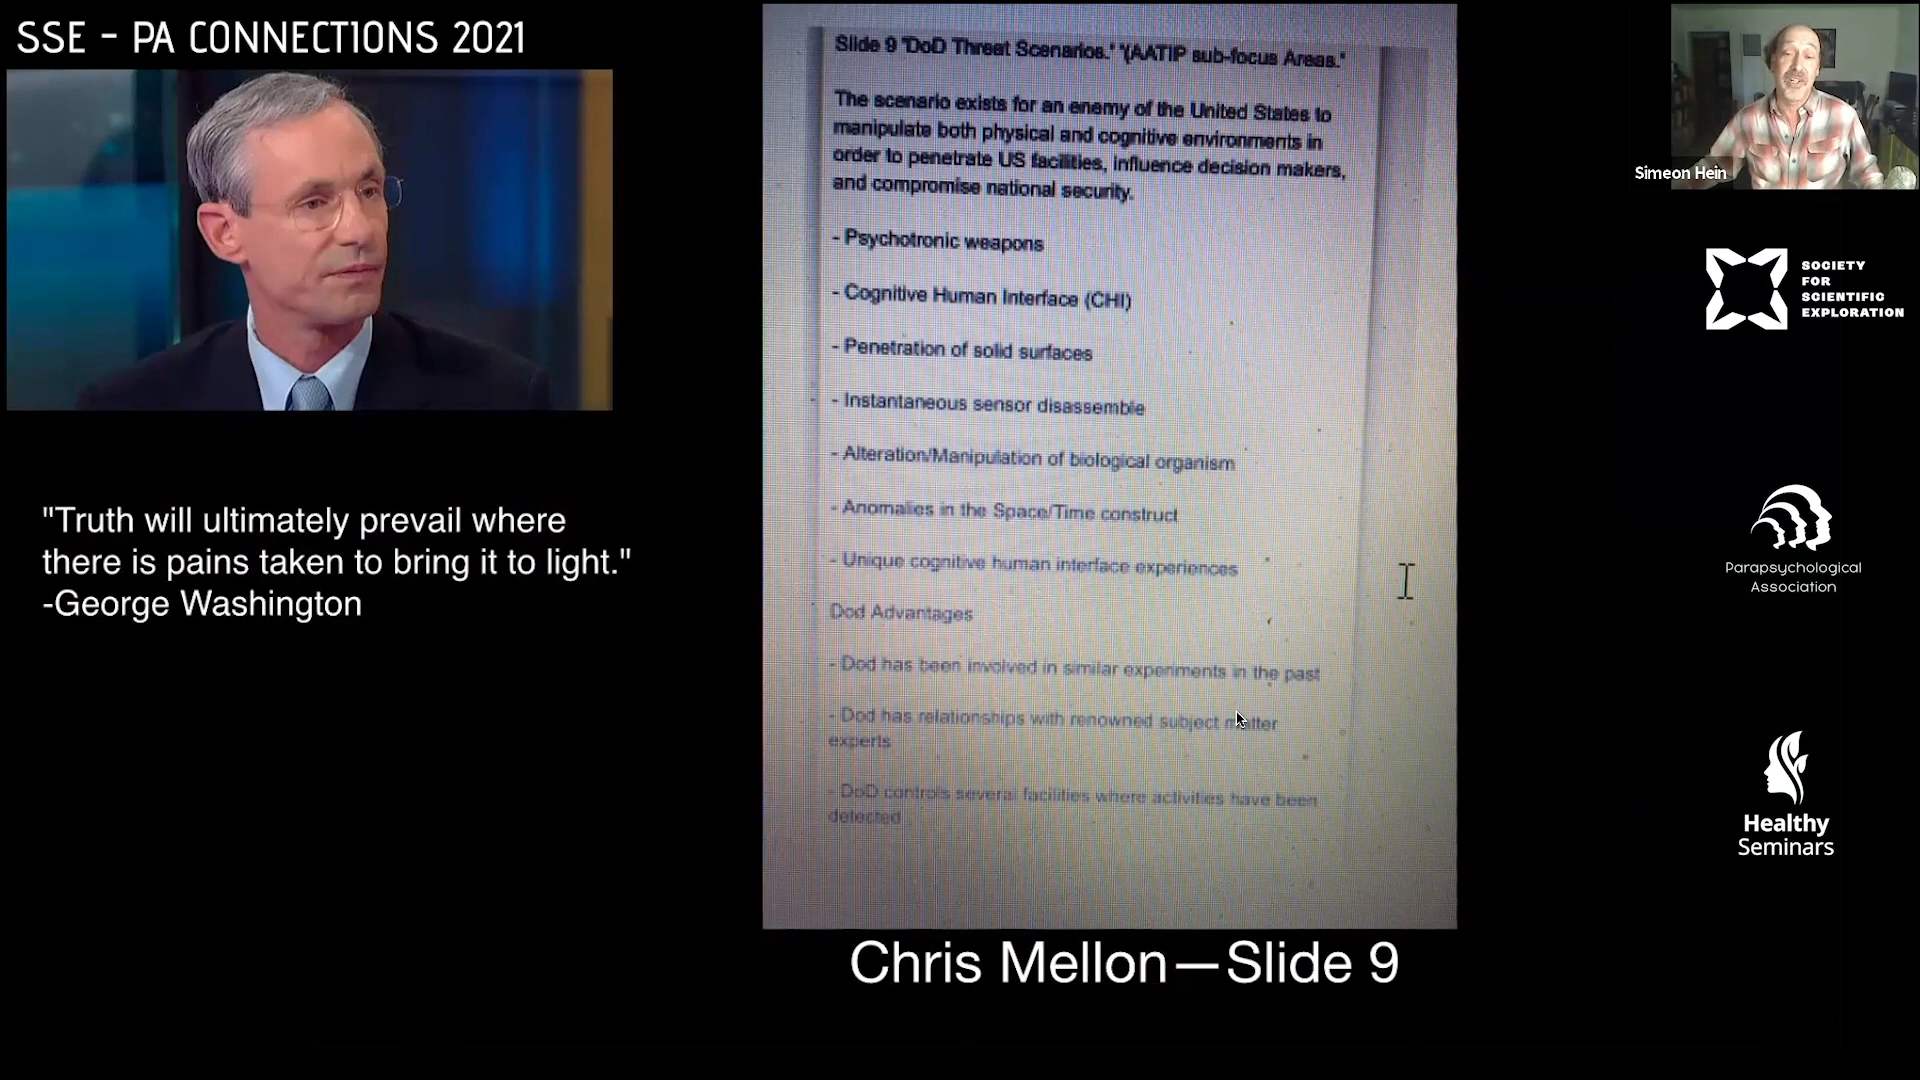 SSE - PA CONNECTIONS 2021
"Truth will ultimately prevail where
there is pains taken to bring it to light."
-George Washington
Slide 9 "DoD Threat Scenarios." "(AATIP sub-focus Areas."
The scenario exists for an enemy of the United States to
manipulate both physical and cognitive environments in
order to penetrate US facilities, influence decision makers,
and compromise national security.
- Psychotronic weapons
- Cognitive Human Interface (CHI)
- Penetration of solid surfaces
- Instantaneous sensor disassemble
- Alteration/Manipulation of biological organism
- Anomalies in the Space/Time construct
- Unique cognitive human interface experiences
Dod Advantages
- Dod has been involved in similar experiments in the past
- Dod has relationships with renowned subject matter
experts
- DoD controls several facilities where activities have been
detected
Chris Mellon—Slide 9
Simeon Hein
SOCIETY
FOR
SCIENTIFIC
EXPLORATION
Parapsychological
Association
Healthy
Seminars